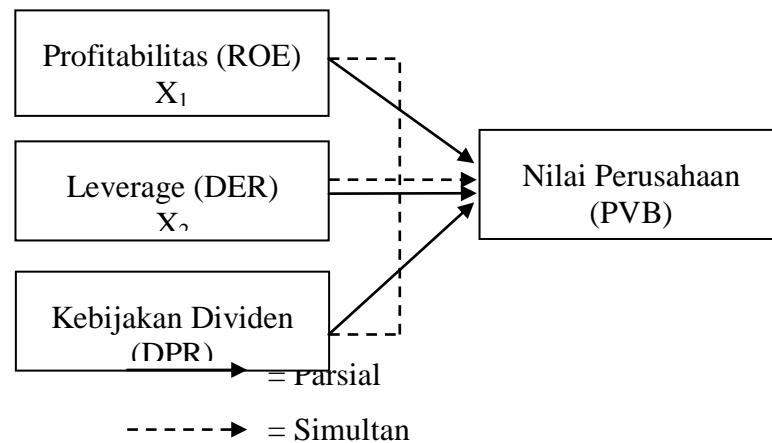 Profitabilitas (ROE)
X₁
Leverage (DER)
X₂
Nilai Perusahaan
(PVB)
Kebijakan Dividen
(DPR)
= Parsial
= Simultan